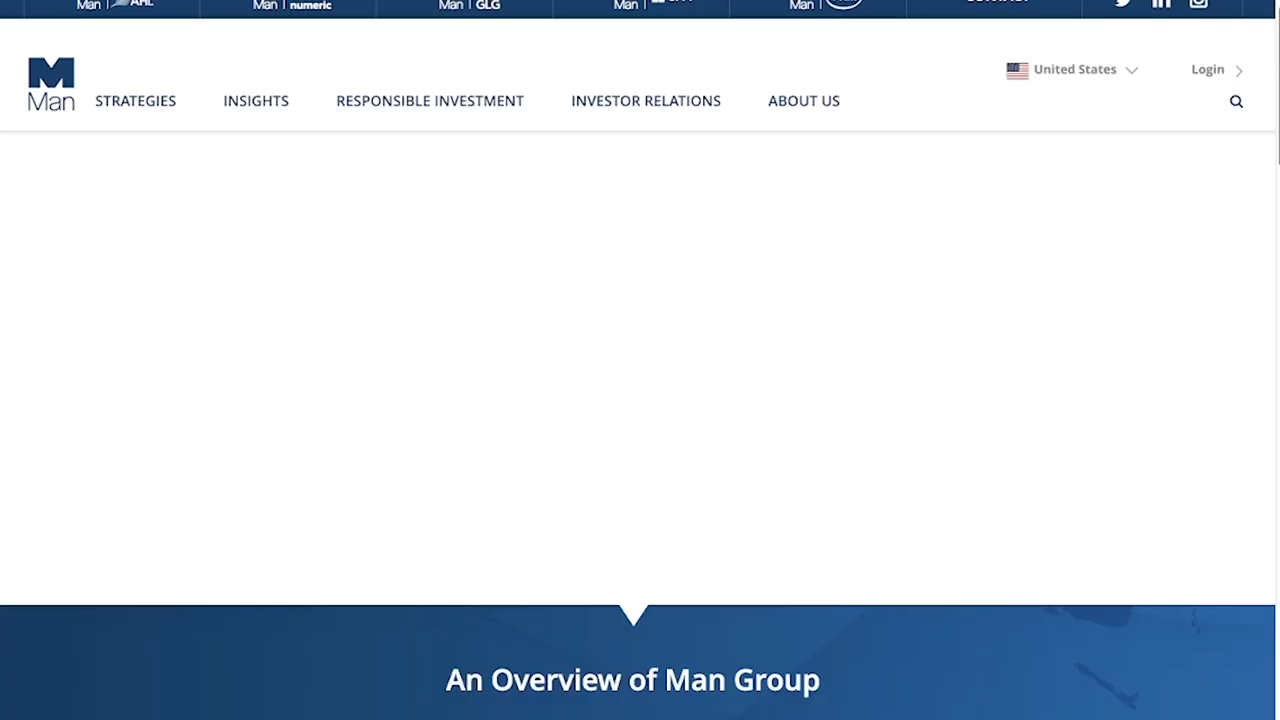 Man | AHL
Man | numeric
Man | GLG
Man
Man
CONTACT
United States
Login
M
Man
STRATEGIES
INSIGHTS
RESPONSIBLE INVESTMENT
INVESTOR RELATIONS
ABOUT US
An Overview of Man Group